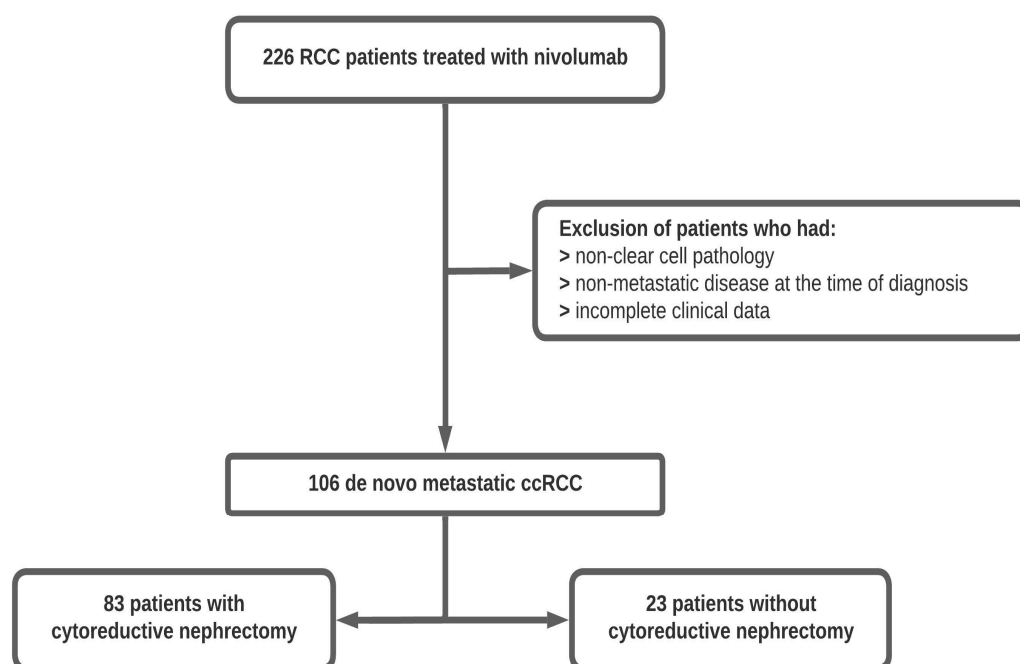 226 RCC patients treated with nivolumab
Exclusion of patients who had:
> non-clear cell pathology
> non-metastatic disease at the time of diagnosis
> incomplete clinical data
106 de novo metastatic ccRCC
83 patients with
cytoreductive nephrectomy
23 patients without
cytoreductive nephrectomy